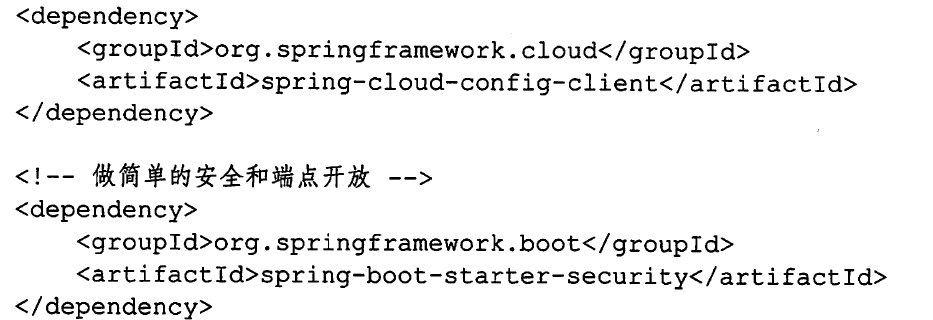 <dependency>
    <groupId>org.springframework.cloud</groupId>
    <artifactId>spring-cloud-config-client</artifactId>
</dependency>

<!-- 做简单的安全和端点开放 -->
<dependency>
    <groupId>org.springframework.boot</groupId>
    <artifactId>spring-boot-starter-security</artifactId>
</dependency>